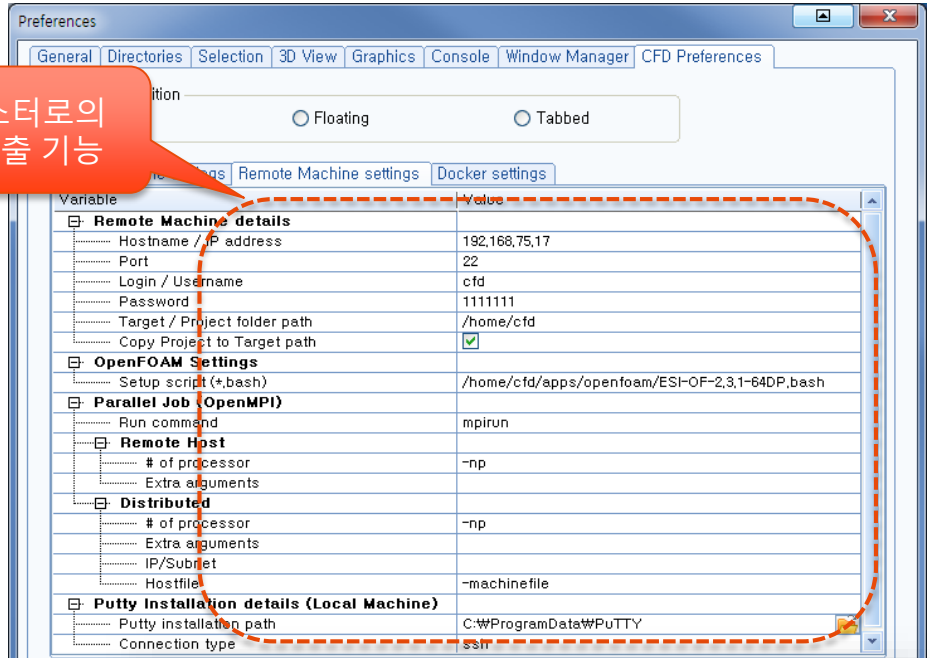 Preferences
General Directories Selection 3D View Graphics Console Window Manager CFD Preferences
Floating Tabbed
스터로의
출 기능
Remote Machine settings Docker settings
Variable Value
Remote Machine details
Hostname / IP address 192,168,75,17
Port 22
Login / Username cfd
Password 1111111
Target / Project folder path /home/cfd
Copy Project to Target path
OpenFOAM Settings
Setup script (*,bash) /home/cfd/apps/openfoam/ESI-OF-2,3,1-64DP,bash
Parallel Job (OpenMPI)
Run command mpirun
Remote Host
# of processor -np
Extra arguments
Distributed
# of processor -np
Extra arguments
IP/Subnet
Hostfile -machinefile
Putty Installation details (Local Machine)
Putty installation path C:₩ProgramData₩PuTTY
Connection type ssh